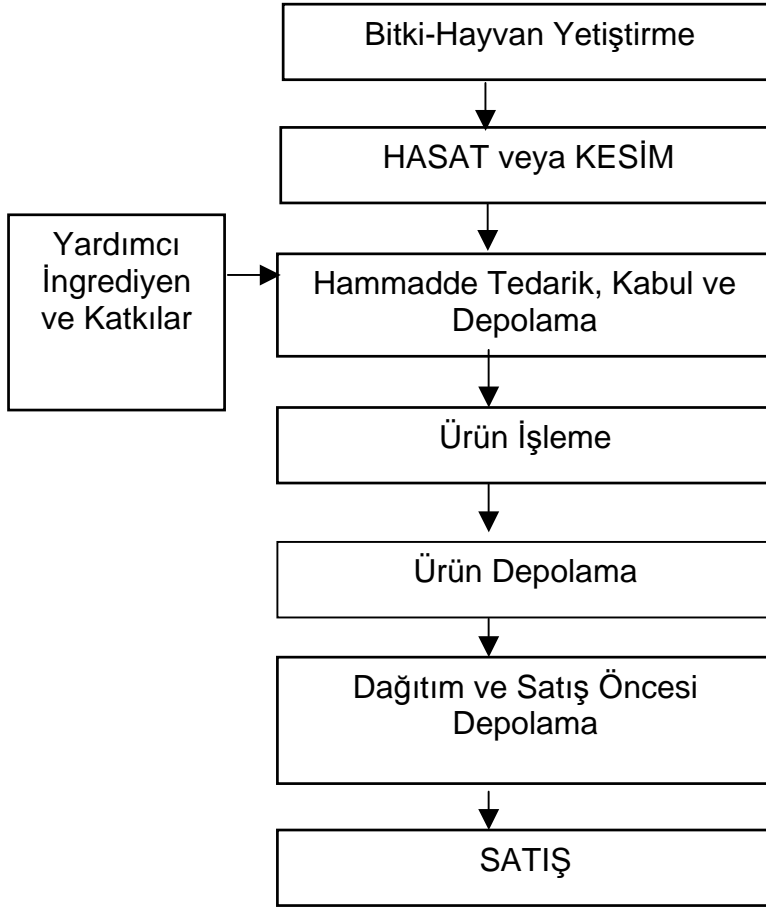 Bitki-Hayvan Yetiştirme
HASAT veya KESİM
Yardımcı
İngrediyen
ve Katkılar
Hammadde Tedarik, Kabul ve
Depolama
Ürün İşleme
Ürün Depolama
Dağıtım ve Satış Öncesi
Depolama
SATIŞ